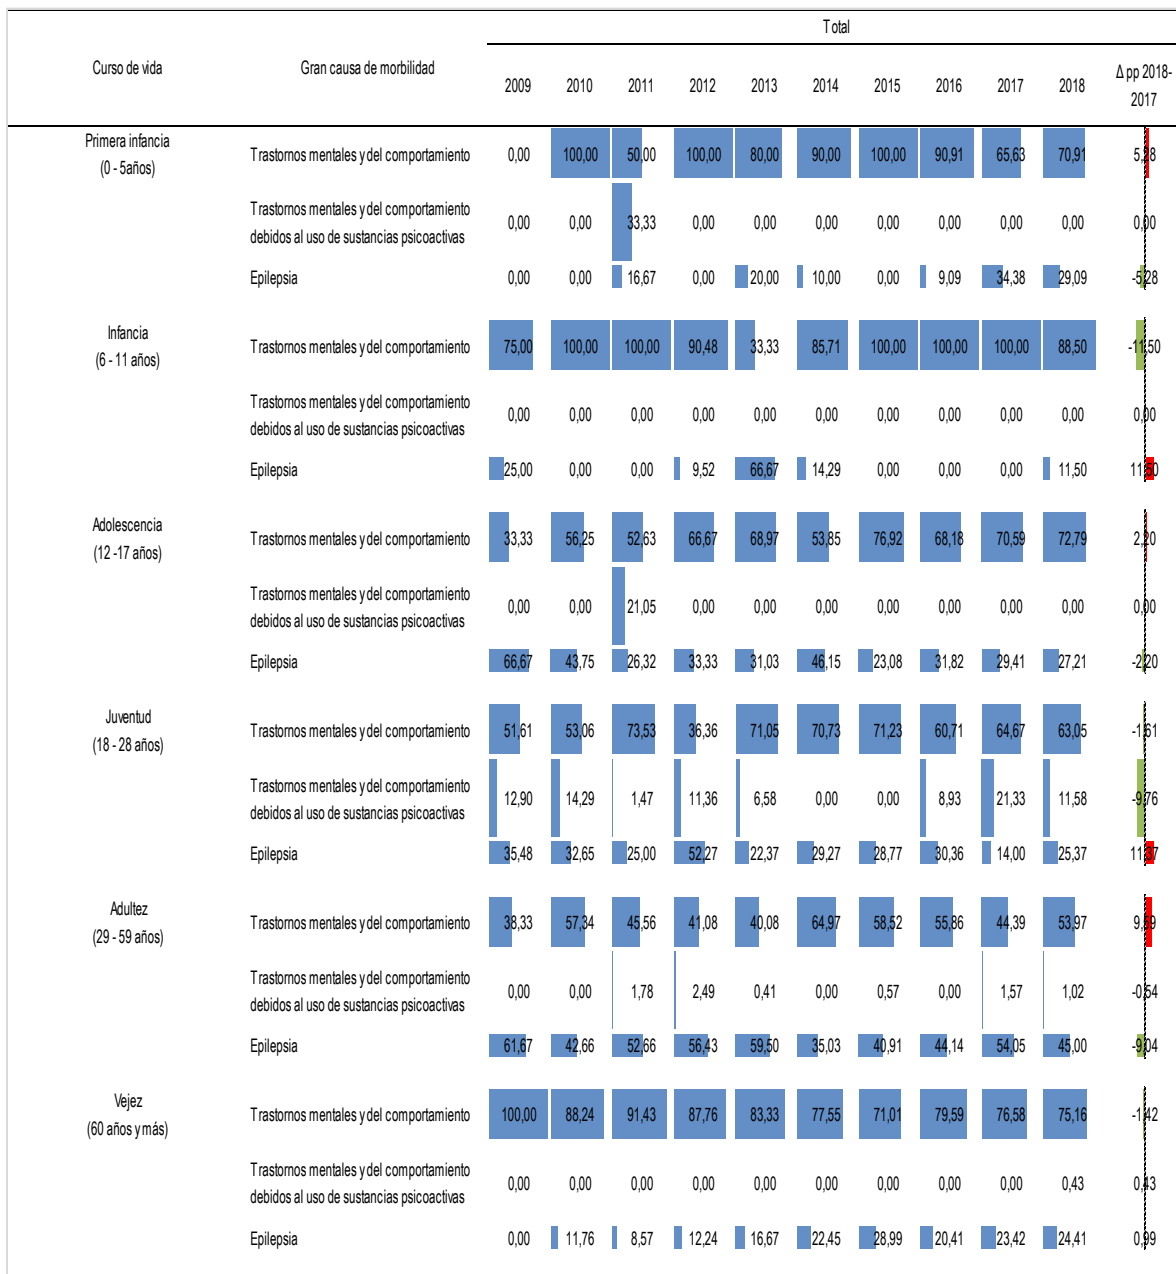 Total
Curso de vida Gran causa de morbilidad 2009 2010 2011 2012 2013 2014 2015 2016 2017 2018 Δ pp 2018-
2017
Primera infancia
(0 - 5años) Trastornos mentales y del comportamiento 0,00 100,00 50,00 100,00 80,00 90,00 100,00 90,91 65,63 70,91 5,28
Trastornos mentales y del comportamiento
debidos al uso de sustancias psicoactivas 0,00 0,00 33,33 0,00 0,00 0,00 0,00 0,00 0,00 0,00 0,00
Epilepsia 0,00 0,00 16,67 0,00 20,00 10,00 0,00 9,09 34,38 29,09 -5,28
Infancia
(6 - 11 años) Trastornos mentales y del comportamiento 75,00 100,00 100,00 90,48 33,33 85,71 100,00 100,00 100,00 88,50 -11,50
Trastornos mentales y del comportamiento
debidos al uso de sustancias psicoactivas 0,00 0,00 0,00 0,00 0,00 0,00 0,00 0,00 0,00 0,00 0,00
Epilepsia 25,00 0,00 0,00 9,52 66,67 14,29 0,00 0,00 0,00 11,50 11,50
Adolescencia
(12 -17 años) Trastornos mentales y del comportamiento 33,33 56,25 52,63 66,67 68,97 53,85 76,92 68,18 70,59 72,79 2,20
Trastornos mentales y del comportamiento
debidos al uso de sustancias psicoactivas 0,00 0,00 21,05 0,00 0,00 0,00 0,00 0,00 0,00 0,00 0,00
Epilepsia 66,67 43,75 26,32 33,33 31,03 46,15 23,08 31,82 29,41 27,21 -2,20
Juventud
(18 - 28 años) Trastornos mentales y del comportamiento 51,61 53,06 73,53 36,36 71,05 70,73 71,23 60,71 64,67 63,05 -1,61
Trastornos mentales y del comportamiento
debidos al uso de sustancias psicoactivas 12,90 14,29 1,47 11,36 6,58 0,00 0,00 8,93 21,33 11,58 -9,76
Epilepsia 35,48 32,65 25,00 52,27 22,37 29,27 28,77 30,36 14,00 25,37 11,37
Adultez
(29 - 59 años) Trastornos mentales y del comportamiento 38,33 57,34 45,56 41,08 40,08 64,97 58,52 55,86 44,39 53,97 9,59
Trastornos mentales y del comportamiento
debidos al uso de sustancias psicoactivas 0,00 0,00 1,78 2,49 0,41 0,00 0,57 0,00 1,57 1,02 -0,54
Epilepsia 61,67 42,66 52,66 56,43 59,50 35,03 40,91 44,14 54,05 45,00 -9,04
Vejez
(60 años y más) Trastornos mentales y del comportamiento 100,00 88,24 91,43 87,76 83,33 77,55 71,01 79,59 76,58 75,16 -1,42
Trastornos mentales y del comportamiento
debidos al uso de sustancias psicoactivas 0,00 0,00 0,00 0,00 0,00 0,00 0,00 0,00 0,00 0,43 0,43
Epilepsia 0,00 11,76 8,57 12,24 16,67 22,45 28,99 20,41 23,42 24,41 0,99